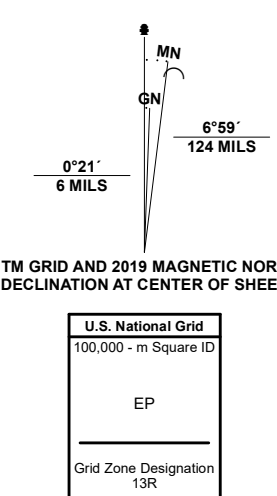 MN
GN
6°59´
124 MILS
0°21´
6 MILS
TM GRID AND 2019 MAGNETIC NOR
DECLINATION AT CENTER OF SHEE
U.S. National Grid
100,000 - m Square ID
EP
Grid Zone Designation
13R